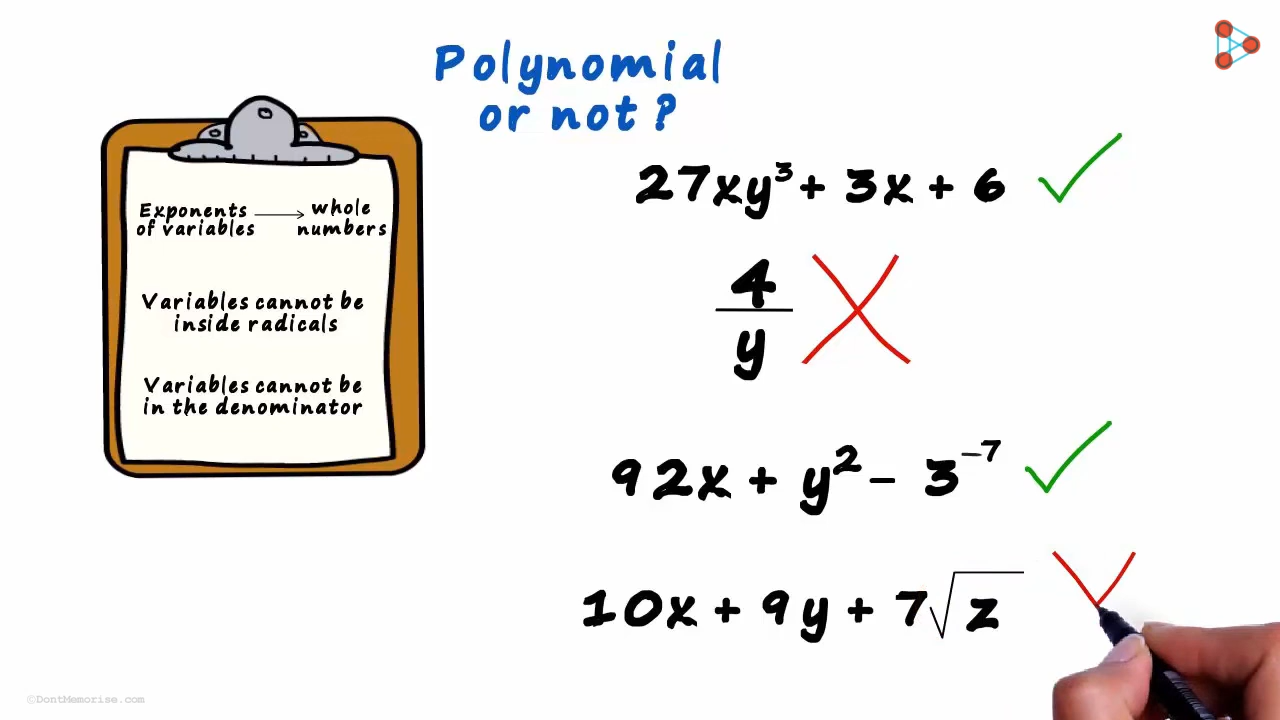 Polynomial
or not ?
Exponents → whole
of variables numbers
Variables cannot be
inside radicals
Variables cannot be
in the denominator
27xy³ + 3x + 6 ✓
4
y
92x + y² − 3⁻⁷ ✓
10x + 9y + 7√z
©DontMemorise.com